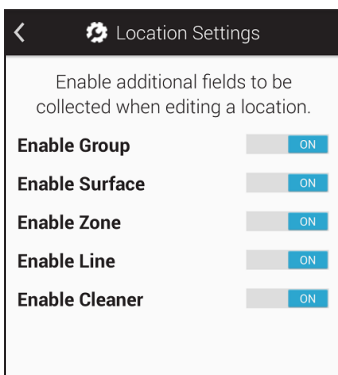 Location Settings
Enable additional fields to be
collected when editing a location.
Enable Group ON
Enable Surface ON
Enable Zone ON
Enable Line ON
Enable Cleaner ON